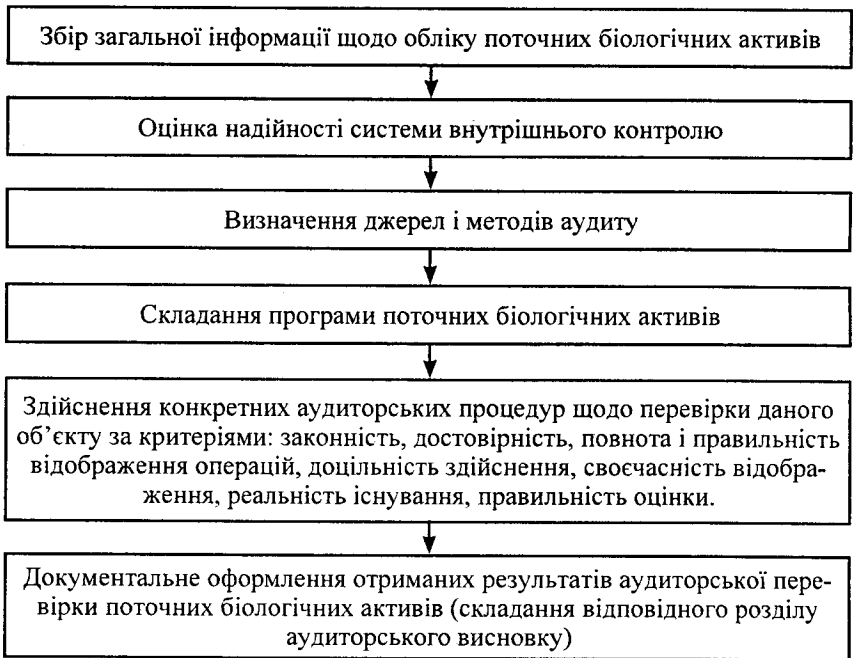 Збір загальної інформації щодо обліку поточних біологічних активів
Оцінка надійності системи внутрішнього контролю
Визначення джерел і методів аудиту
Складання програми поточних біологічних активів
Здійснення конкретних аудиторських процедур щодо перевірки даного
об’єкту за критеріями: законність, достовірність, повнота і правильність
відображення операцій, доцільність здійснення, своєчасність відобра-
ження, реальність існування, правильність оцінки.
Документальне оформлення отриманих результатів аудиторської пере-
вірки поточних біологічних активів (складання відповідного розділу
аудиторського висновку)